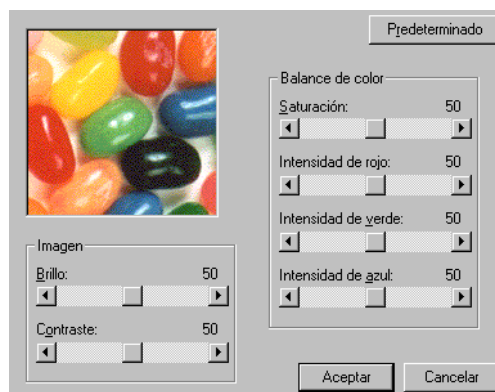 Predeterminado
Balance de color
Saturación: 50
Intensidad de rojo: 50
Intensidad de verde: 50
Intensidad de azul: 50
Imagen
Brillo: 50
Contraste: 50
Aceptar
Cancelar